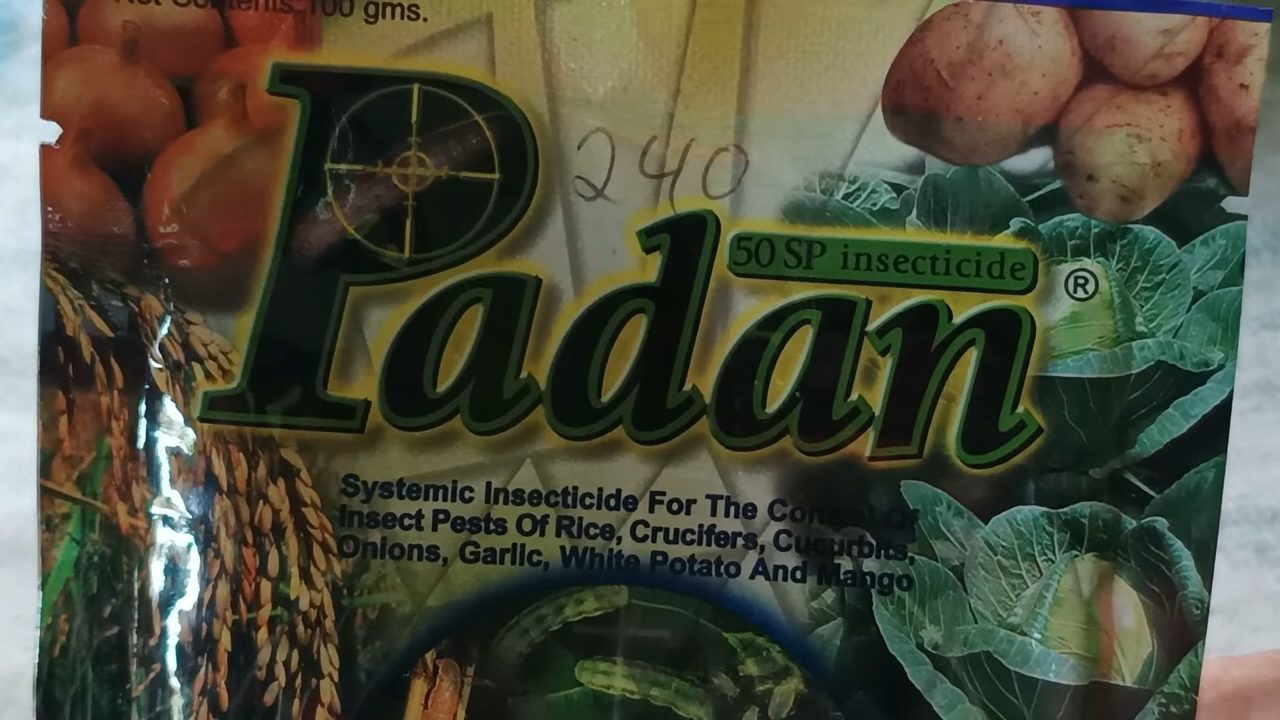 Net Contents 100 gms.
240
Padan®
50 SP insecticide
Systemic Insecticide For The Control Of
Insect Pests Of Rice, Crucifers, Cucurbits,
Onions, Garlic, White Potato And Mango